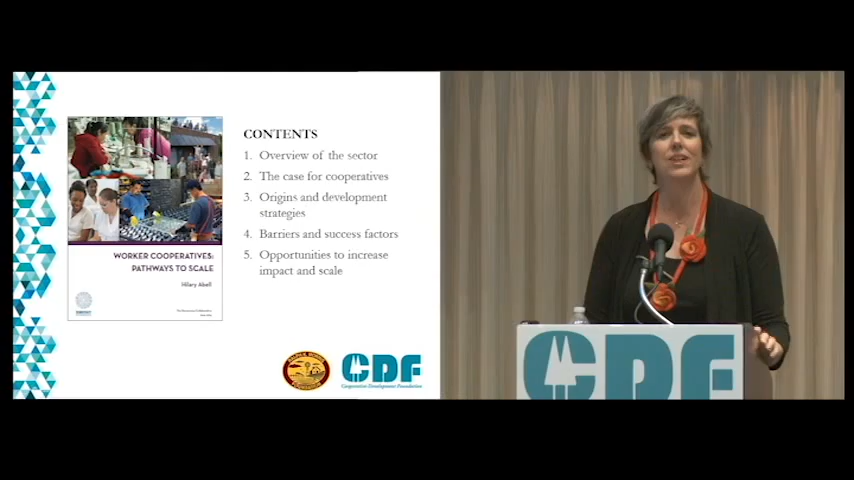 CONTENTS
1. Overview of the sector
2. The case for cooperatives
3. Origins and development
strategies
4. Barriers and success factors
5. Opportunities to increase
impact and scale
WORKER COOPERATIVES:
PATHWAYS TO SCALE
Hilary Abell
CDF
Cooperative Development Foundation
CDF